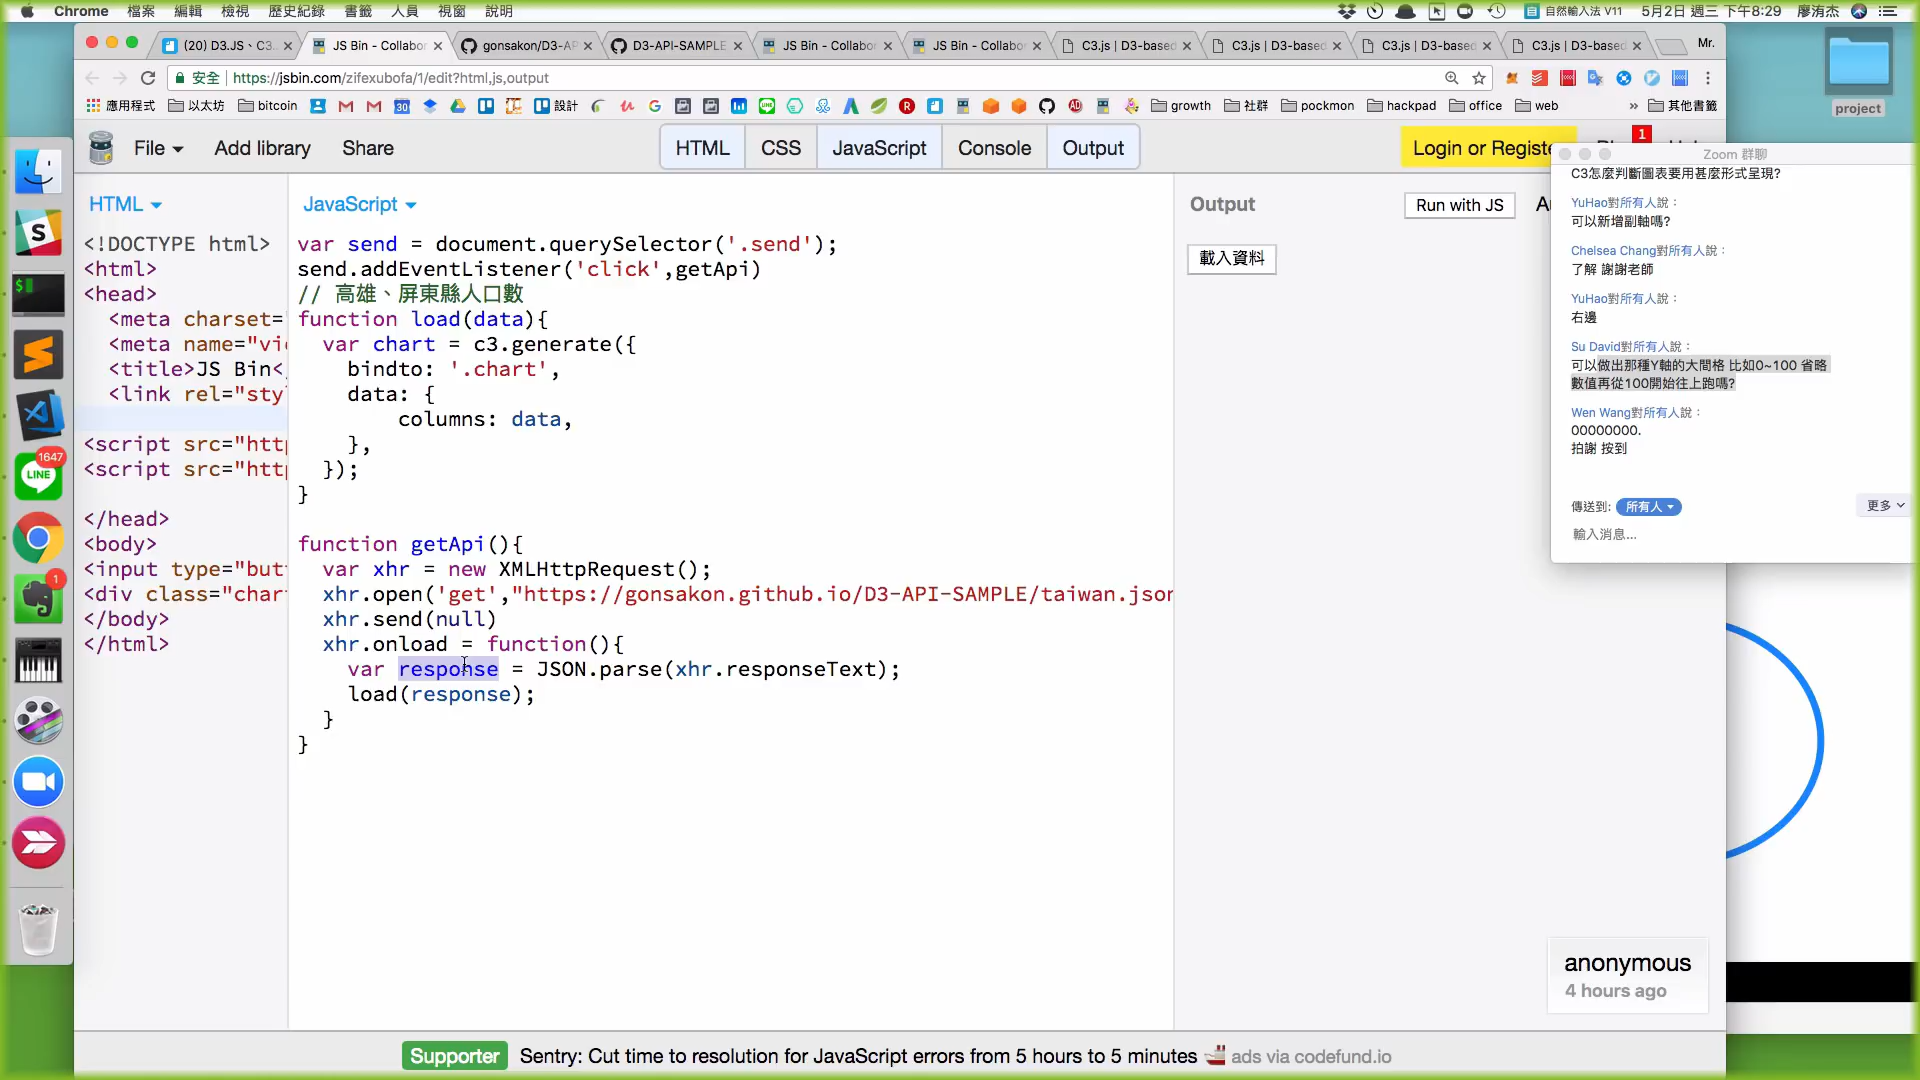 Chrome 檔案 編輯 檢視 歷史紀錄 書籤 人員 視窗 說明
自然輸入法 V11 5月2日 週三 下午8:29 廖洧杰
(20) D3.JS、C3.
JS Bin - Collabor
gonsakon/D3-AP
D3-API-SAMPLE
JS Bin - Collabor
JS Bin - Collabor
C3.js | D3-based
C3.js | D3-based
C3.js | D3-based
C3.js | D3-based
Mr.
安全 | https://jsbin.com/zifexubofa/1/edit?html,js,output
應用程式 以太坊 bitcoin 30 設計 growth 社群 pockmon hackpad office web » 其他書籤
project
File Add library Share
HTML CSS JavaScript Console Output
Login or Registe
1
HTML
<!DOCTYPE html>
<html>
<head>
<meta charset=
<meta name="vie
<title>JS Bin<
<link rel="sty
<script src="http
<script src="http
</head>
<body>
<input type="but
<div class="char
</body>
</html>
JavaScript
var send = document.querySelector('.send');
send.addEventListener('click',getApi)
// 高雄、屏東縣人口數
function load(data){
var chart = c3.generate({
bindto: '.chart',
data: {
columns: data,
},
});
}
function getApi(){
var xhr = new XMLHttpRequest();
xhr.open('get',"https://gonsakon.github.io/D3-API-SAMPLE/taiwan.json
xhr.send(null)
xhr.onload = function(){
var response = JSON.parse(xhr.responseText);
load(response);
}
}
Output
Run with JS
載入資料
Zoom 群聊
C3怎麼判斷圖表要用甚麼形式呈現?
YuHao對所有人說：
可以新增副軸嗎?
Chelsea Chang對所有人說：
了解 謝謝老師
YuHao對所有人說：
右邊
Su David對所有人說：
可以做出那種Y軸的大間格 比如0~100 省略
數值再從100開始往上跑嗎?
Wen Wang對所有人說：
00000000.
拍謝 按到
傳送到: 所有人
更多
輸入消息...
1647
LINE
1
anonymous
4 hours ago
Supporter Sentry: Cut time to resolution for JavaScript errors from 5 hours to 5 minutes ads via codefund.io